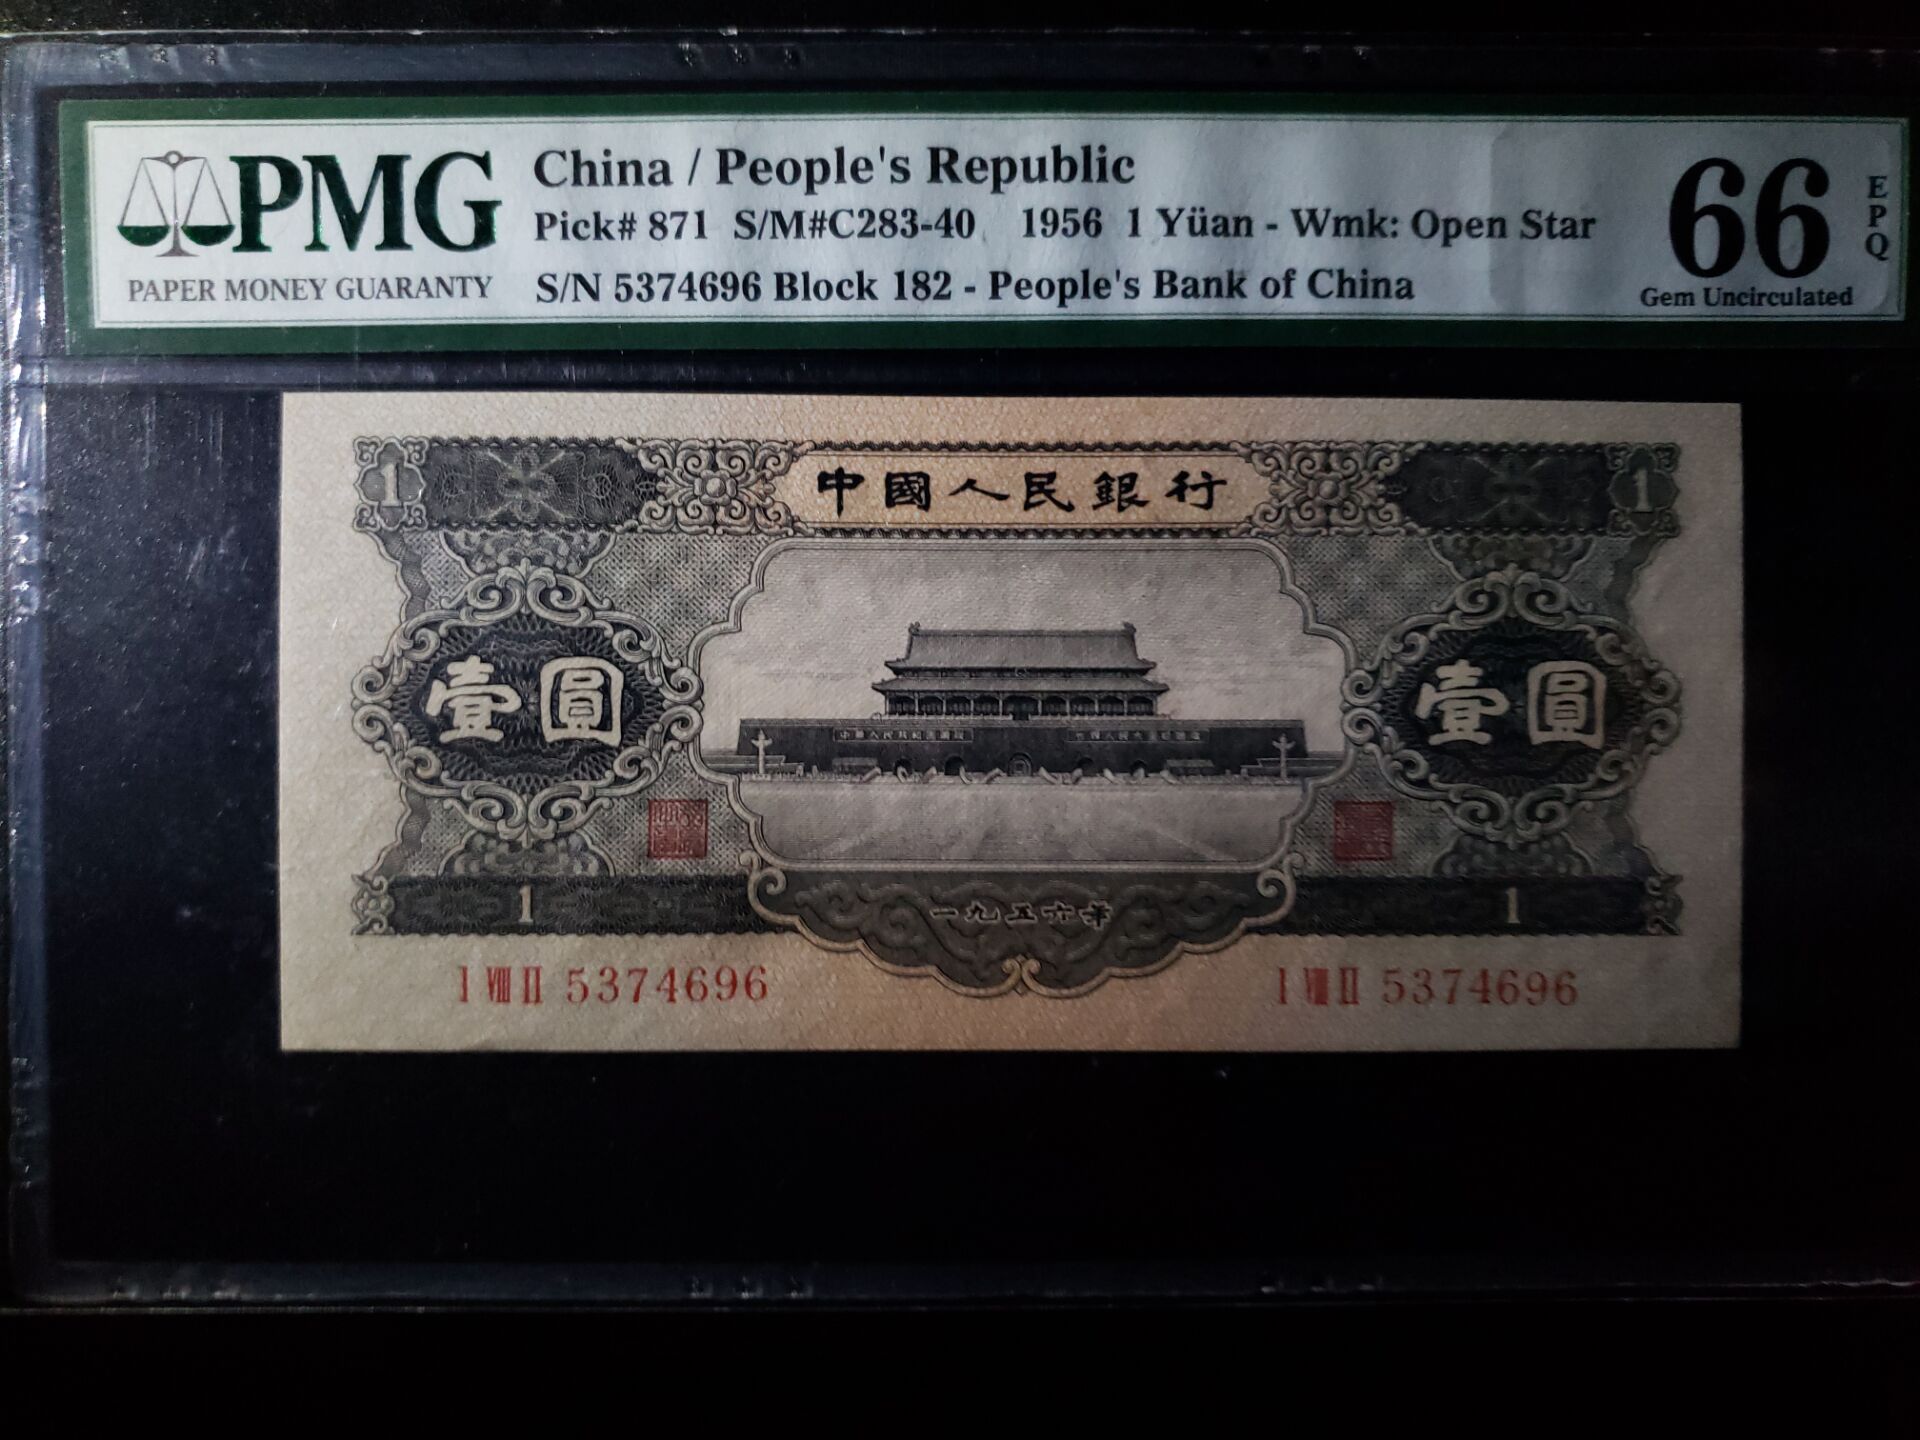 PMG
PAPER MONEY GUARANTY
China / People's Republic
Pick# 871 S/M#C283-40 1956 1 Yüan - Wmk: Open Star
S/N 5374696 Block 182 - People's Bank of China
66
EPQ
Gem Uncirculated
1 中國人民銀行 1
壹圓 壹圓
1 一九五六年 1
I VIII II 5374696 I VIII II 5374696